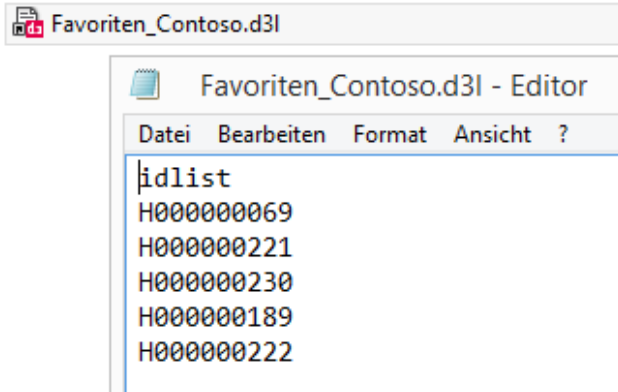 Favoriten_Contoso.d3l
Favoriten_Contoso.d3l - Editor
Datei Bearbeiten Format Ansicht ?
idlist
H000000069
H000000221
H000000230
H000000189
H000000222